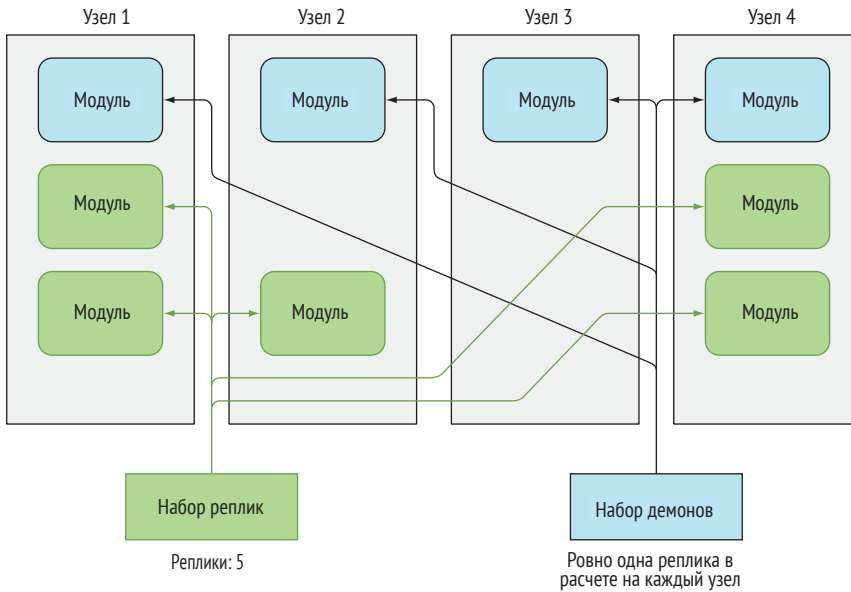 Узел 1
Узел 2
Узел 3
Узел 4
Модуль
Модуль
Модуль
Модуль
Модуль
Модуль
Модуль
Модуль
Модуль
Набор реплик
Набор демонов
Реплики: 5
Ровно одна реплика в
расчете на каждый узел